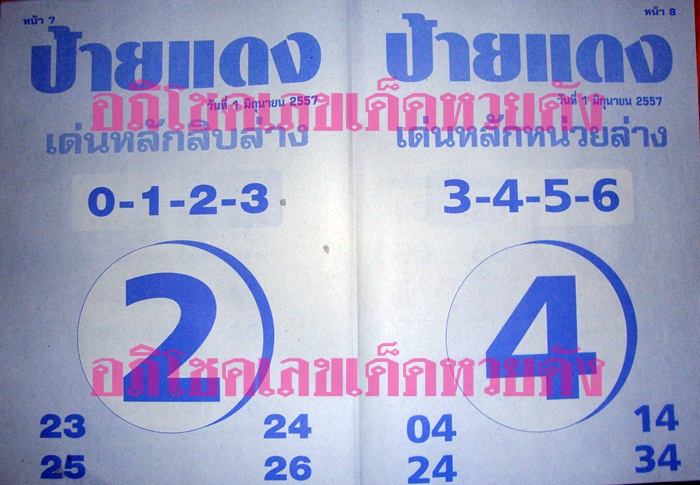 หน้า 7
ป้ายแดง
วันที่ 1 มิถุนายน 2557
เด่นหลักสิบล่าง
0-1-2-3
2
23 24
25 26
หน้า 8
ป้ายแดง
วันที่ 1 มิถุนายน 2557
เด่นหลักหน่วยล่าง
3-4-5-6
4
04 14
24 34
อภิโชคเลขเด็ดหวยดัง
อภิโชคเลขเด็ดหวยดัง